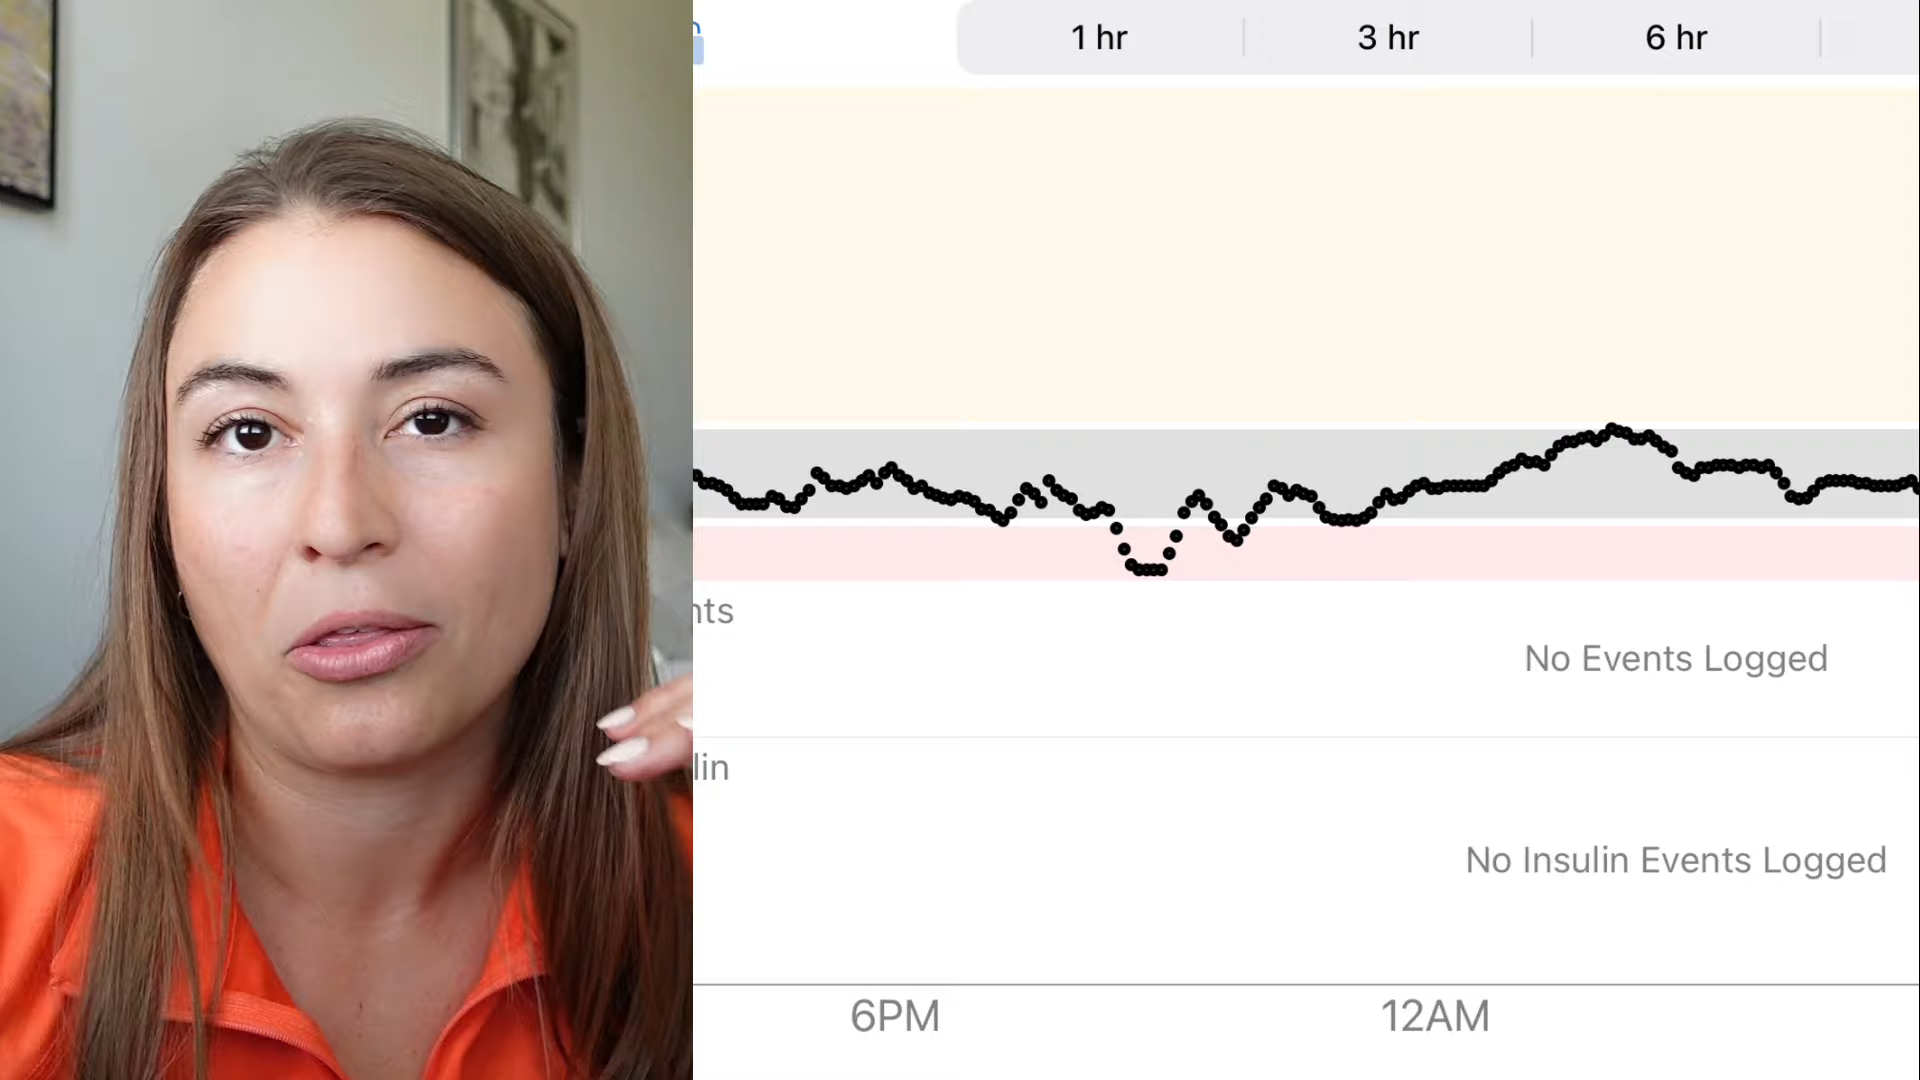 1 hr
3 hr
6 hr
nts
No Events Logged
lin
No Insulin Events Logged
6PM
12AM